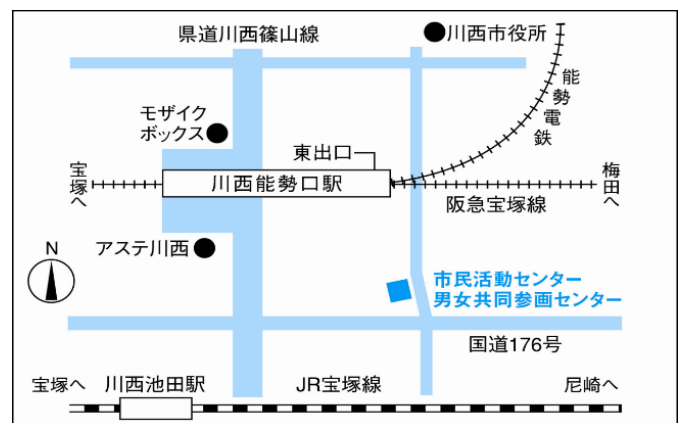 県道川西篠山線
川西市役所
能勢電鉄
モザイク
ボックス
東出口
宝塚へ
川西能勢口駅
梅田へ
阪急宝塚線
アステ川西
N
市民活動センター
男女共同参画センター
国道176号
宝塚へ
川西池田駅
JR宝塚線
尼崎へ